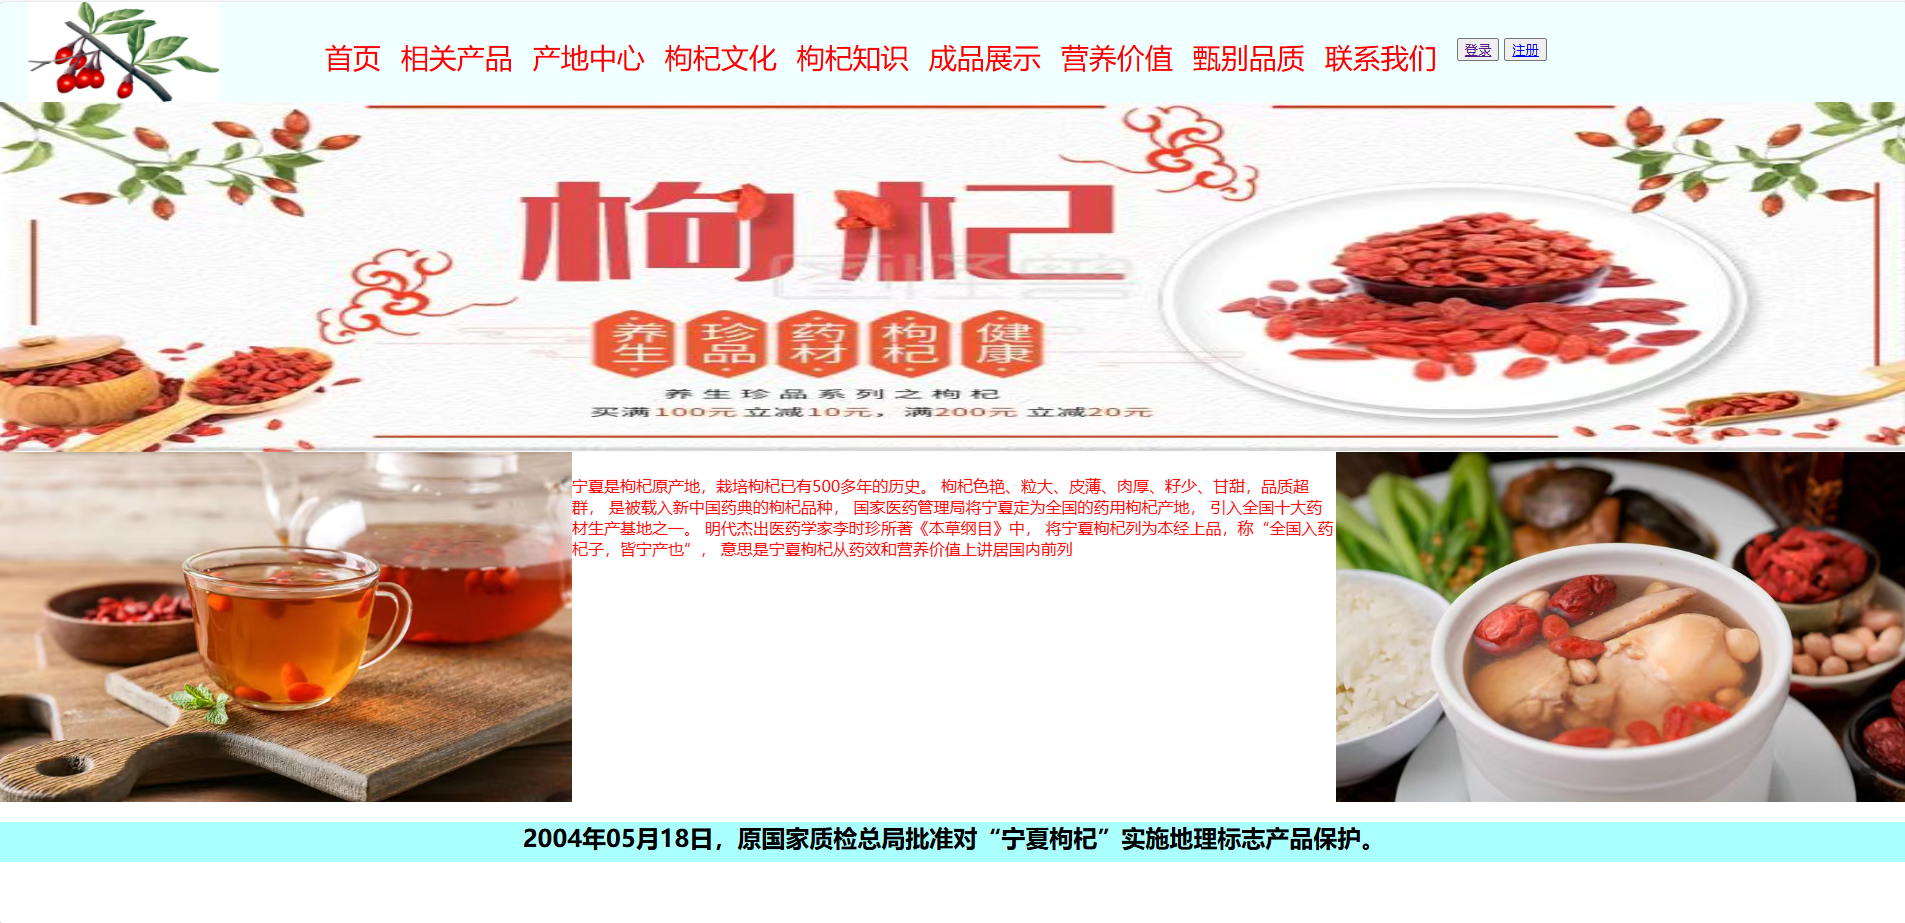 首页 相关产品 产地中心 枸杞文化 枸杞知识 成品展示 营养价值 甄别品质 联系我们 登录 注册
枸杞
养生 珍品 药材 枸杞 健康
养生珍品系列之枸杞
买满100元 立减10元，满200元 立减20元
宁夏是枸杞原产地，栽培枸杞已有500多年的历史。 枸杞色艳、粒大、皮薄、肉厚、籽少、甘甜，品质超
群， 是被载入新中国药典的枸杞品种， 国家医药管理局将宁夏定为全国的药用枸杞产地， 引入全国十大药
材生产基地之一。 明代杰出医药学家李时珍所著《本草纲目》中， 将宁夏枸杞列为本经上品，称“全国入药
杞子，皆宁产也”， 意思是宁夏枸杞从药效和营养价值上讲居国内前列
2004年05月18日，原国家质检总局批准对“宁夏枸杞”实施地理标志产品保护。